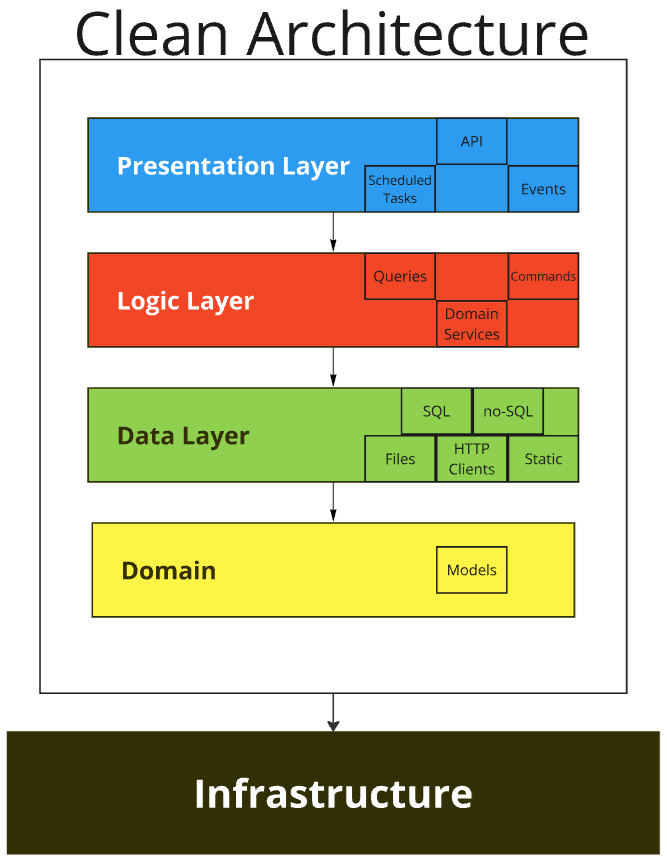 Clean Architecture
API
Presentation Layer
Scheduled
Tasks
Events
Queries
Commands
Logic Layer
Domain
Services
SQL
no-SQL
Data Layer
Files
HTTP
Clients
Static
Domain
Models
Infrastructure